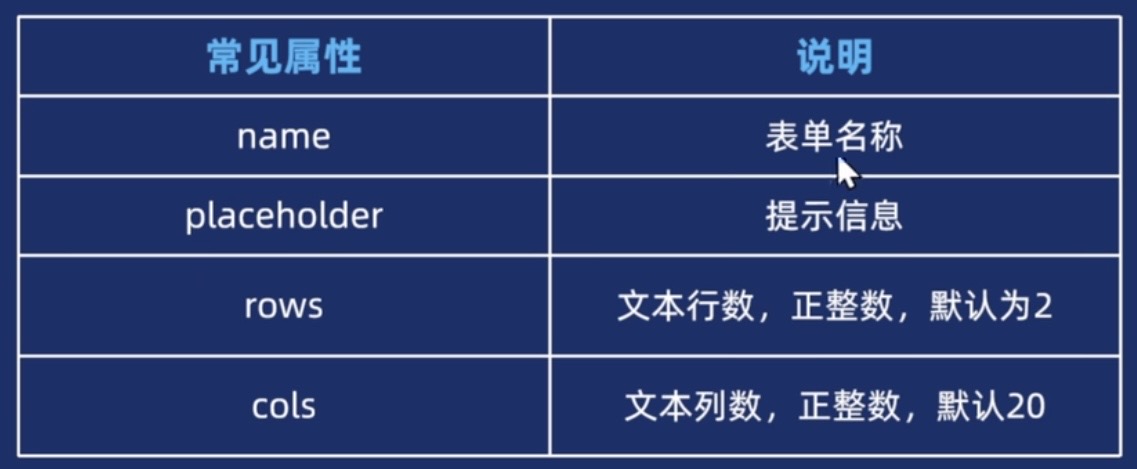 常见属性 说明
name 表单名称
placeholder 提示信息
rows 文本行数，正整数，默认为2
cols 文本列数，正整数，默认20